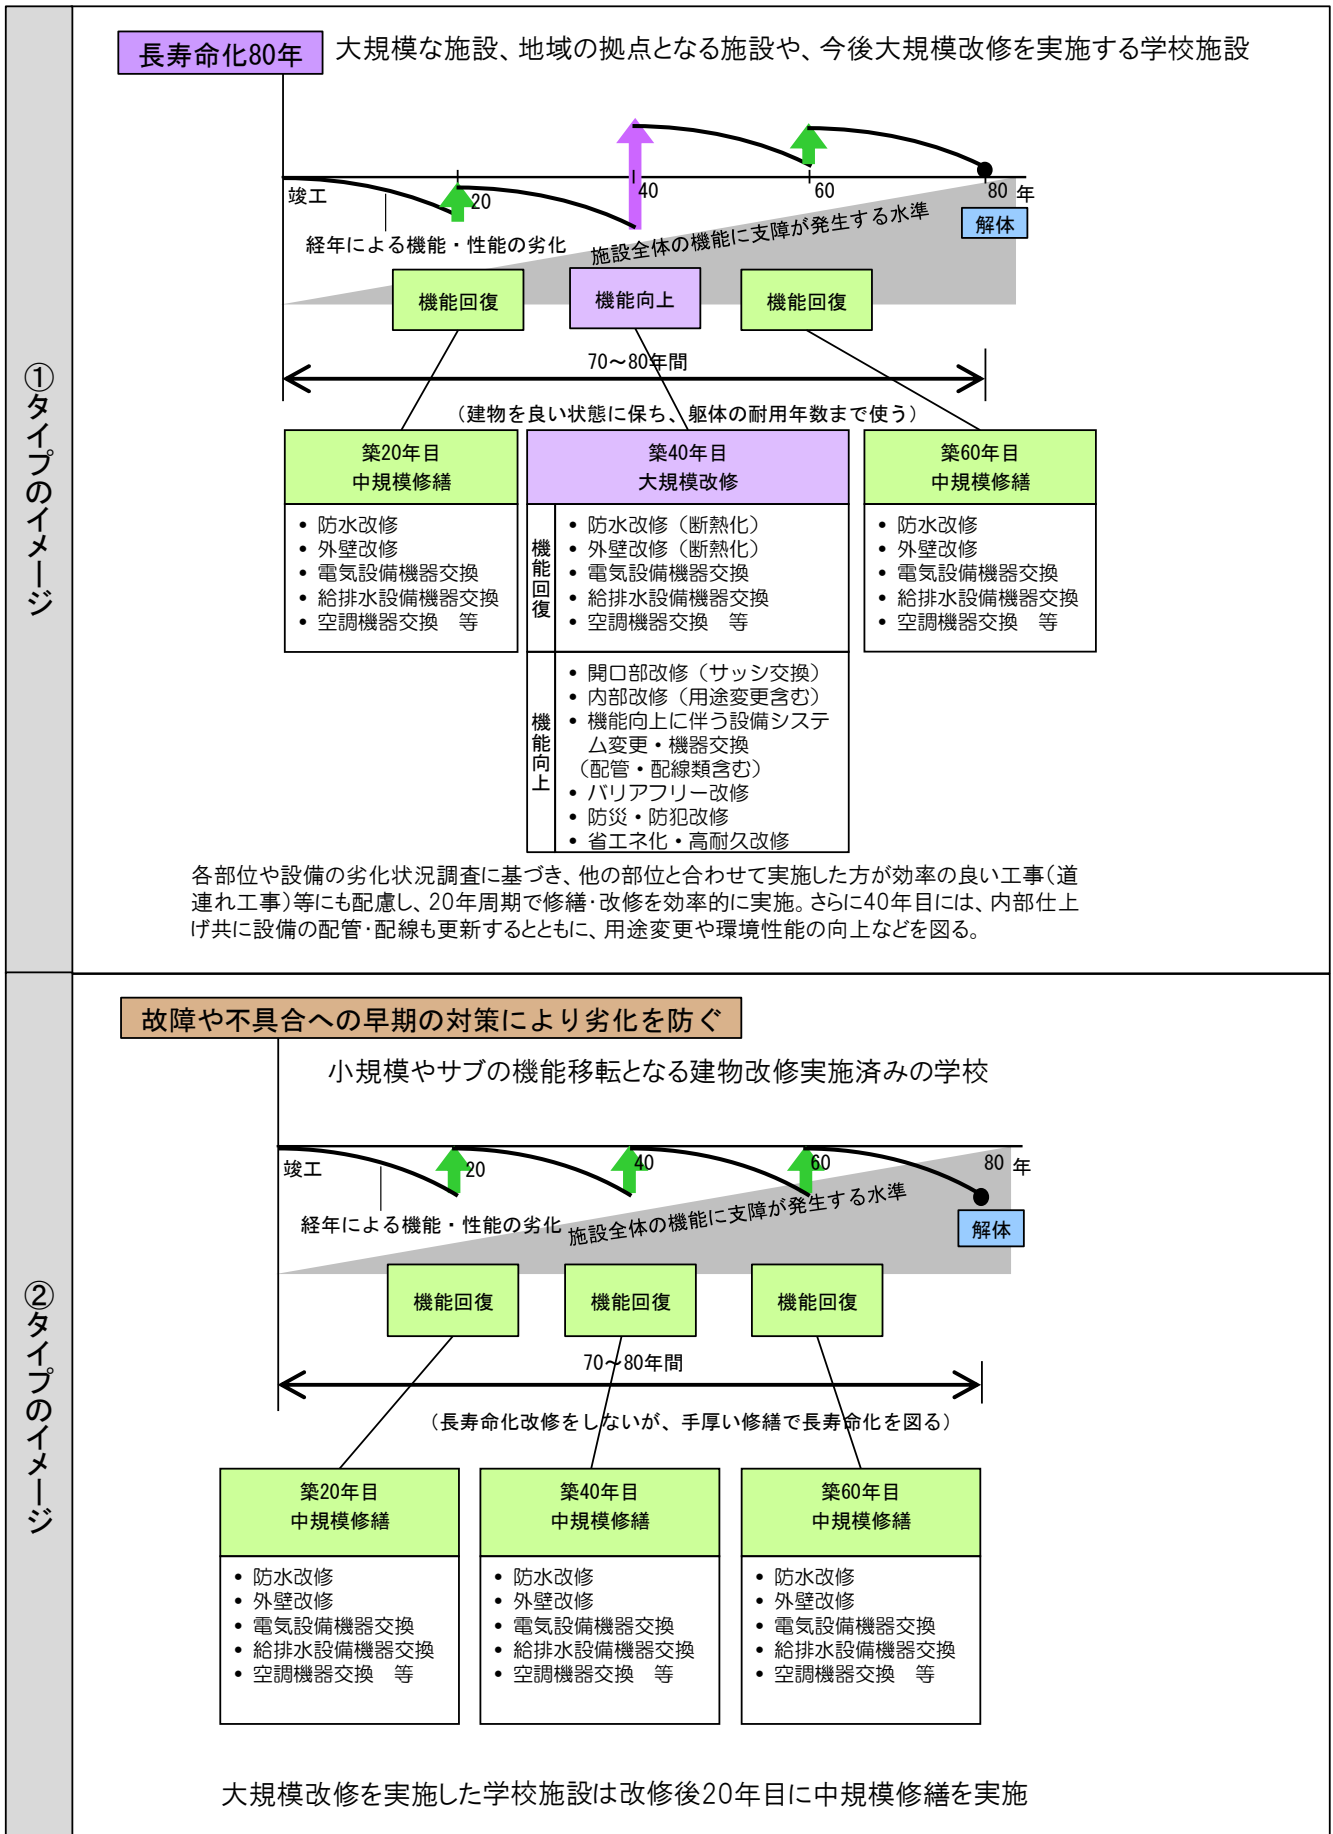 ①タイプのイメージ
長寿命化80年
大規模な施設、地域の拠点となる施設や、今後大規模改修を実施する学校施設
竣工
20
40
60
80
年
解体
経年による機能・性能の劣化
施設全体の機能に支障が発生する水準
機能回復
機能向上
機能回復
70～80年間
（建物を良い状態に保ち、躯体の耐用年数まで使う）
築20年目
中規模修繕
• 防水改修
• 外壁改修
• 電気設備機器交換
• 給排水設備機器交換
• 空調機器交換　等
築40年目
大規模改修
機能回復
• 防水改修（断熱化）
• 外壁改修（断熱化）
• 電気設備機器交換
• 給排水設備機器交換
• 空調機器交換　等
機能向上
• 開口部改修（サッシ交換）
• 内部改修（用途変更含む）
• 機能向上に伴う設備システ
ム変更・機器交換
（配管・配線類含む）
• バリアフリー改修
• 防災・防犯改修
• 省エネ化・高耐久改修
築60年目
中規模修繕
• 防水改修
• 外壁改修
• 電気設備機器交換
• 給排水設備機器交換
• 空調機器交換　等
各部位や設備の劣化状況調査に基づき、他の部位と合わせて実施した方が効率の良い工事（道
連れ工事）等にも配慮し、20年周期で修繕・改修を効率的に実施。さらに40年目には、内部仕上
げ共に設備の配管・配線も更新するとともに、用途変更や環境性能の向上などを図る。
②タイプのイメージ
故障や不具合への早期の対策により劣化を防ぐ
小規模やサブの機能移転となる建物改修実施済みの学校
竣工
20
40
60
80
年
解体
経年による機能・性能の劣化
施設全体の機能に支障が発生する水準
機能回復
機能回復
機能回復
70～80年間
（長寿命化改修をしないが、手厚い修繕で長寿命化を図る）
築20年目
中規模修繕
• 防水改修
• 外壁改修
• 電気設備機器交換
• 給排水設備機器交換
• 空調機器交換　等
築40年目
中規模修繕
• 防水改修
• 外壁改修
• 電気設備機器交換
• 給排水設備機器交換
• 空調機器交換　等
築60年目
中規模修繕
• 防水改修
• 外壁改修
• 電気設備機器交換
• 給排水設備機器交換
• 空調機器交換　等
大規模改修を実施した学校施設は改修後20年目に中規模修繕を実施